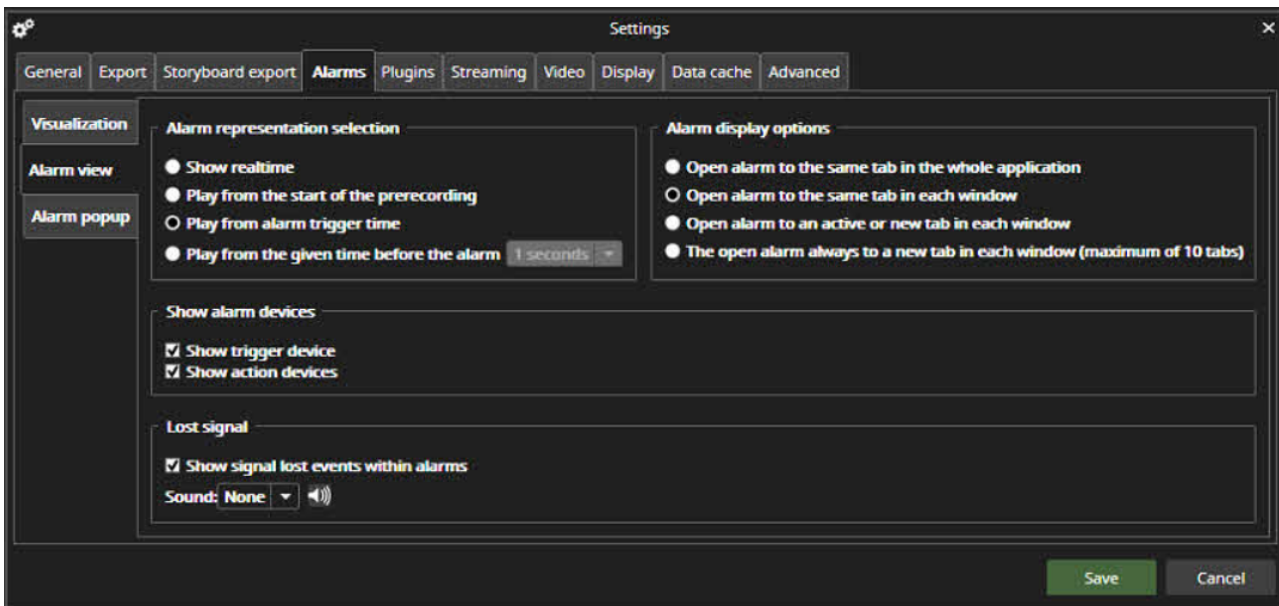 Settings
General Export Storyboard export Alarms Plugins Streaming Video Display Data cache Advanced
Visualization
Alarm view
Alarm popup
Alarm representation selection
Show realtime
Play from the start of the prerecording
Play from alarm trigger time
Play from the given time before the alarm 1 seconds
Alarm display options
Open alarm to the same tab in the whole application
Open alarm to the same tab in each window
Open alarm to an active or new tab in each window
The open alarm always to a new tab in each window (maximum of 10 tabs)
Show alarm devices
Show trigger device
Show action devices
Lost signal
Show signal lost events within alarms
Sound: None
Save Cancel